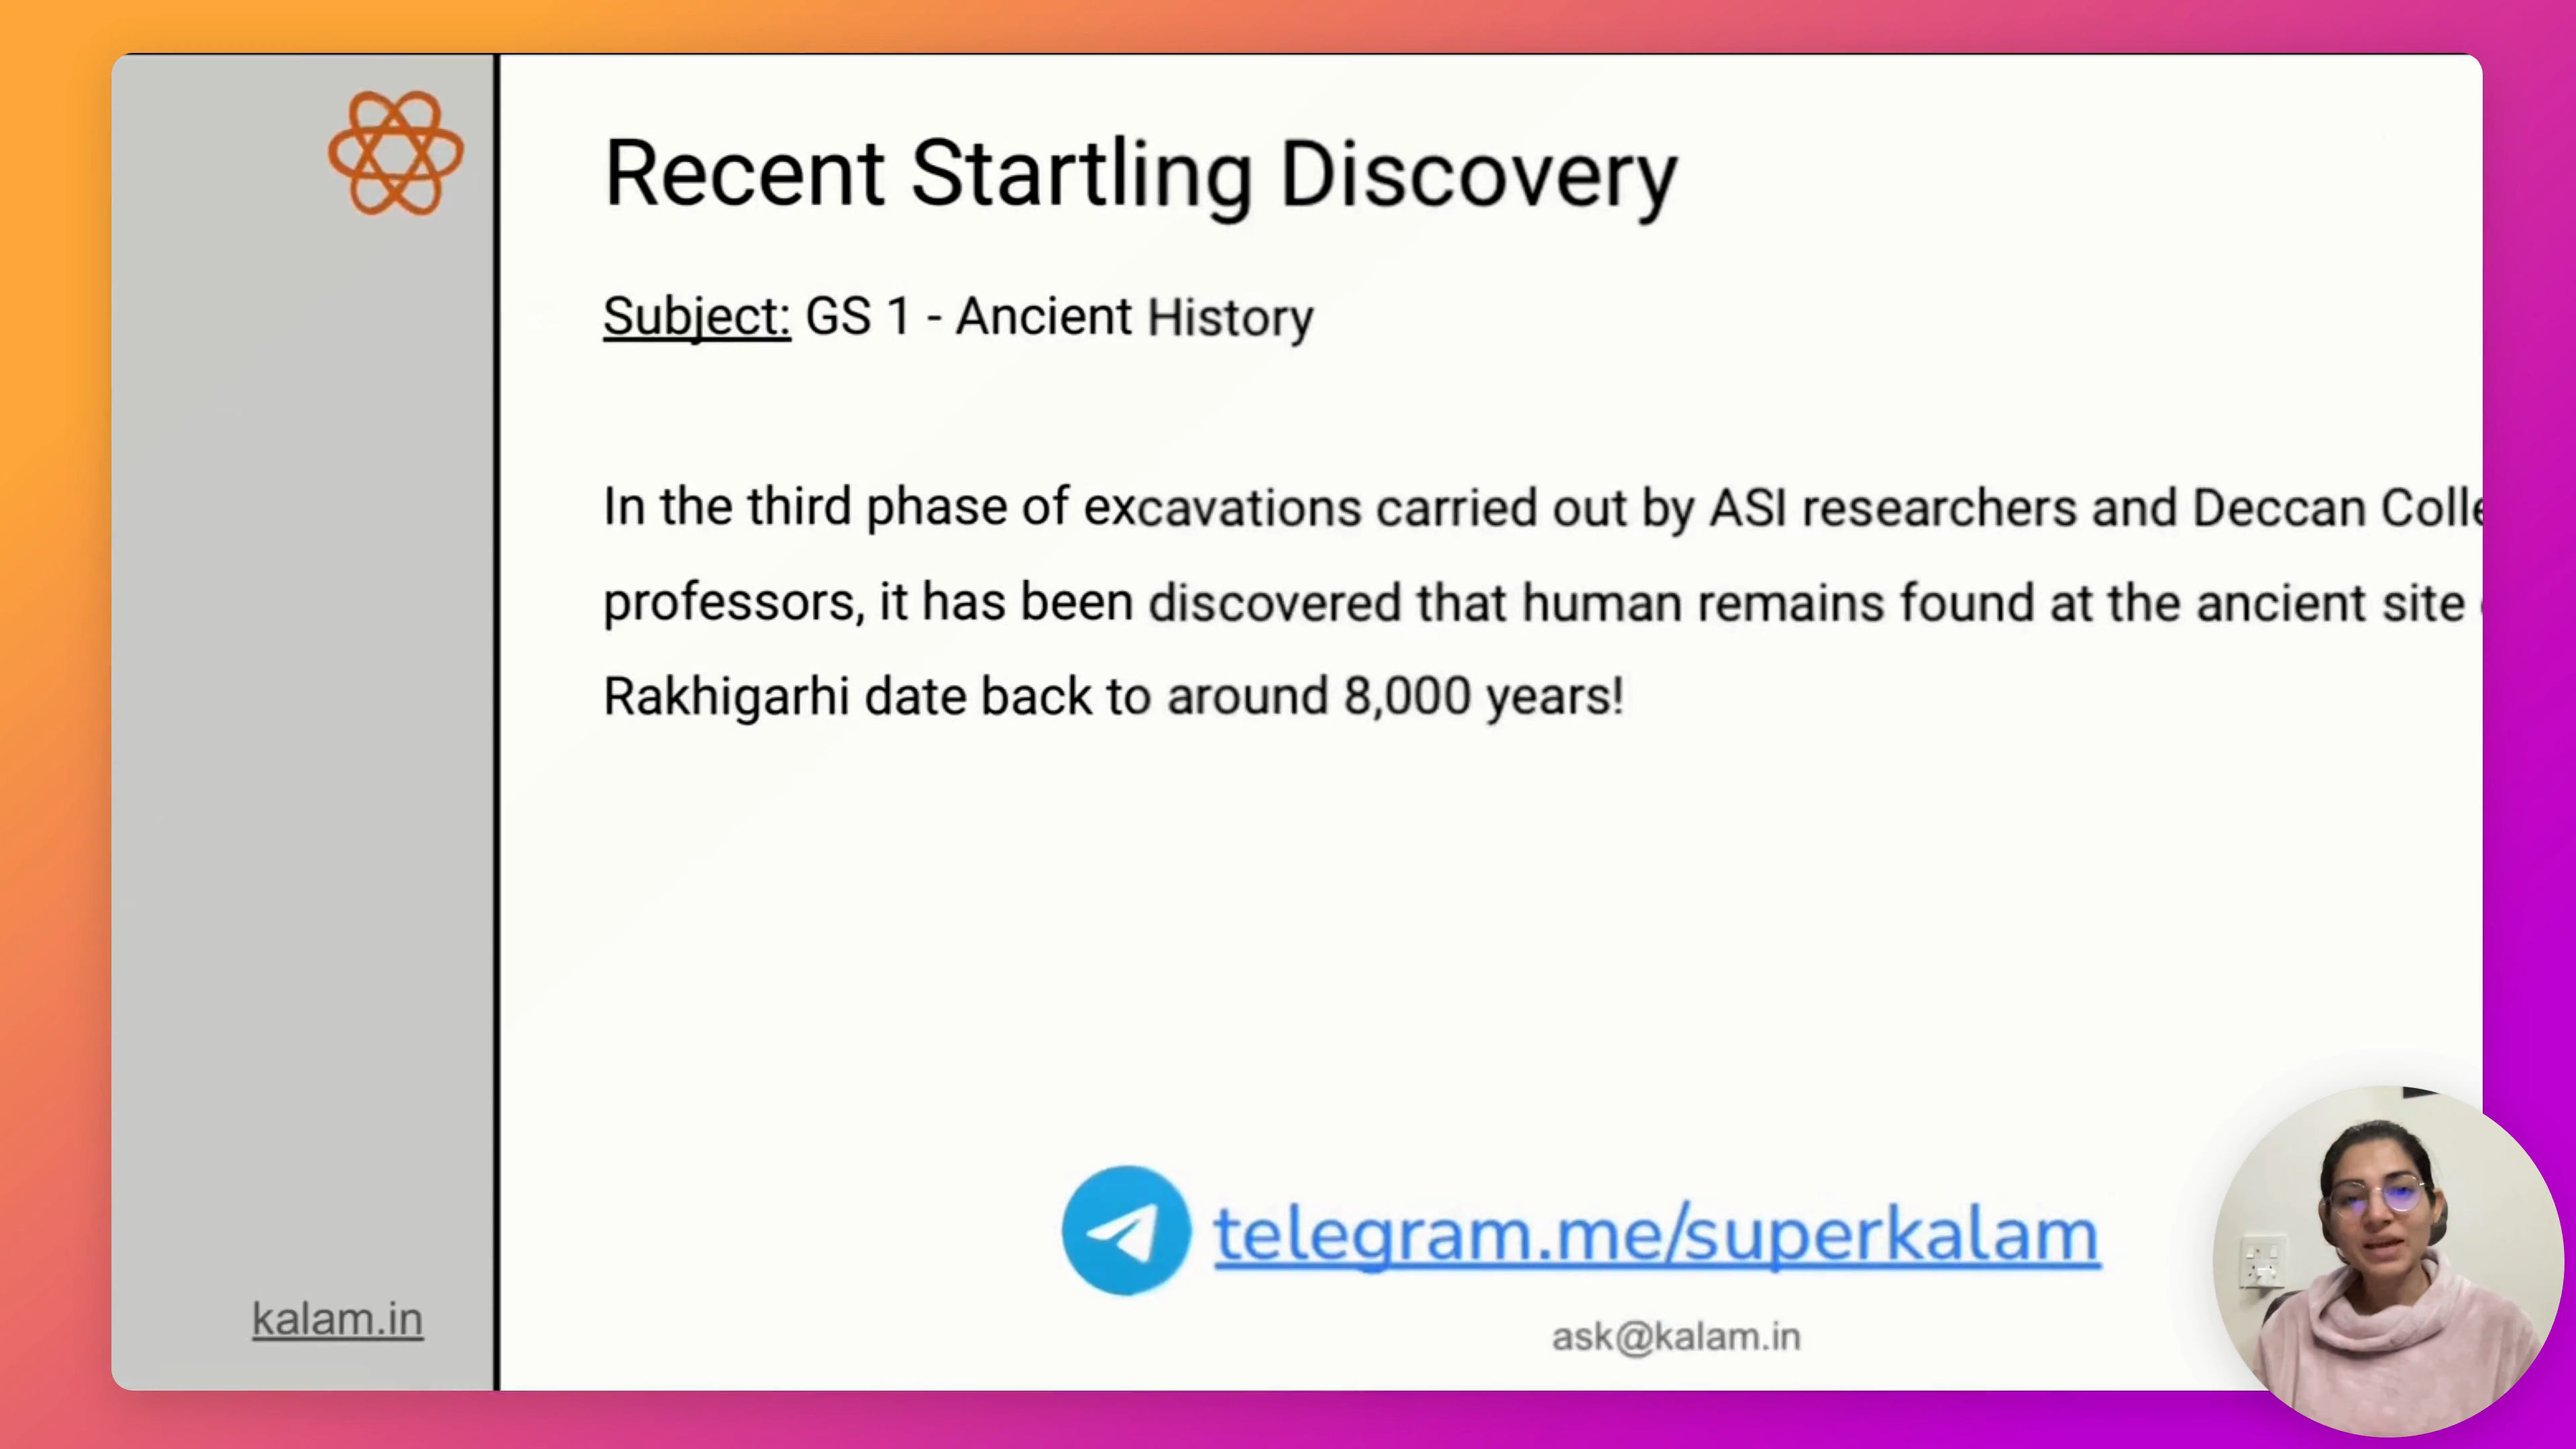 Recent Startling Discovery
Subject: GS 1 - Ancient History
In the third phase of excavations carried out by ASI researchers and Deccan Colle
professors, it has been discovered that human remains found at the ancient site
Rakhigarhi date back to around 8,000 years!
telegram.me/superkalam
kalam.in
ask@kalam.in